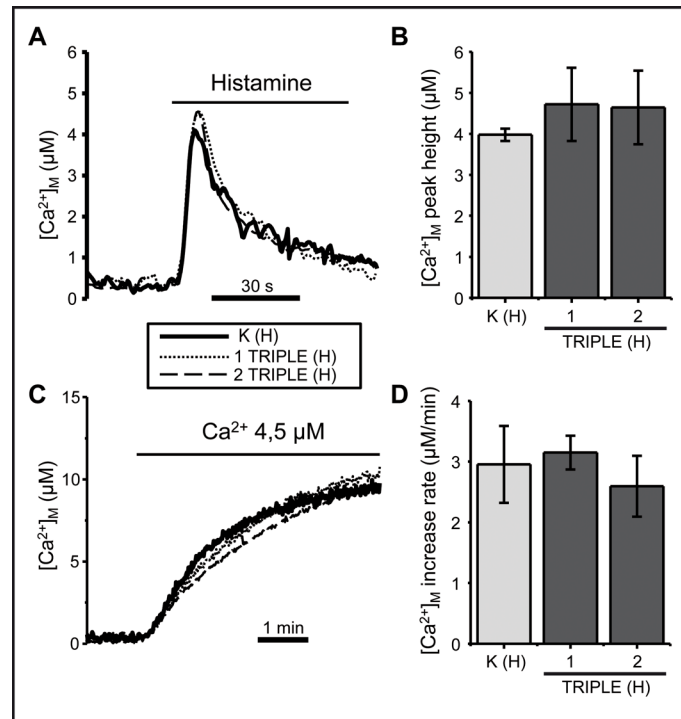 A
6
5
4
3
2
1
0
[Ca²⁺]M (µM)
Histamine
30 s
B
6
5
4
3
2
1
0
[Ca²⁺]M peak height (µM)
K (H)
1
2
TRIPLE (H)
K (H)
1 TRIPLE (H)
2 TRIPLE (H)
C
15
10
5
0
[Ca²⁺]M (µM)
Ca²⁺ 4,5 µM
1 min
D
4
3
2
1
0
[Ca²⁺]M increase rate (µM/min)
K (H)
1
2
TRIPLE (H)